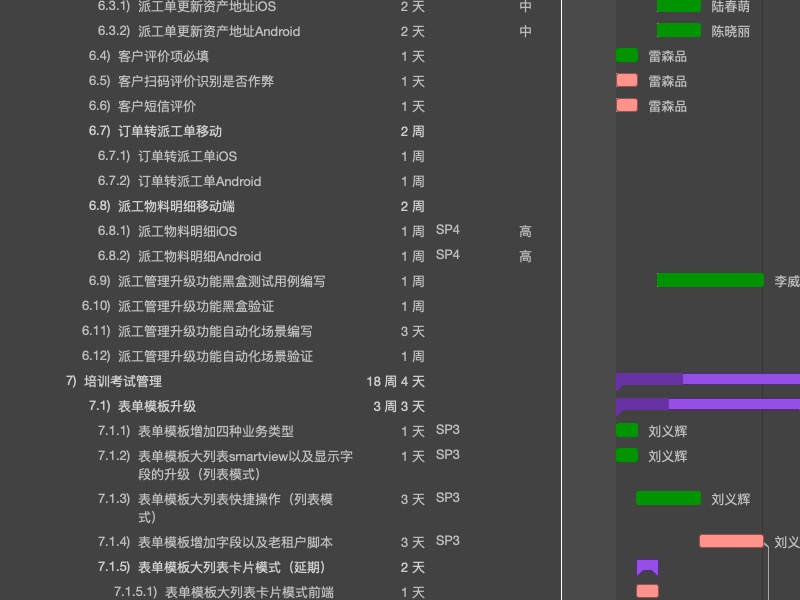 6.3.1) 派工单更新资产地址iOS 2 天 中 陆春萌
6.3.2) 派工单更新资产地址Android 2 天 中 陈晓丽
6.4) 客户评价项必填 1 天 雷森品
6.5) 客户扫码评价识别是否作弊 1 天 雷森品
6.6) 客户短信评价 1 天 雷森品
6.7) 订单转派工单移动 2 周
6.7.1) 订单转派工单iOS 1 周
6.7.2) 订单转派工单Android 1 周
6.8) 派工物料明细移动端 2 周
6.8.1) 派工物料明细iOS 1 周 SP4 高
6.8.2) 派工物料明细Android 1 周 SP4 高
6.9) 派工管理升级功能黑盒测试用例编写 1 周 李威
6.10) 派工管理升级功能黑盒验证 1 周
6.11) 派工管理升级功能自动化场景编写 3 天
6.12) 派工管理升级功能自动化场景验证 1 周
7) 培训考试管理 18 周 4 天
7.1) 表单模板升级 3 周 3 天
7.1.1) 表单模板增加四种业务类型 1 天 SP3 刘义辉
7.1.2) 表单模板大列表smartview以及显示字 1 天 SP3 刘义辉
段的升级（列表模式）
7.1.3) 表单模板大列表快捷操作（列表模 3 天 SP3 刘义辉
式）
7.1.4) 表单模板增加字段以及老租户脚本 3 天 SP3 刘义
7.1.5) 表单模板大列表卡片模式（延期） 2 天
7.1.5.1) 表单模板大列表卡片模式前端 1 天